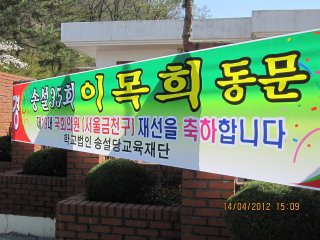 경 송설35회 이목희 동문
제19대 국회의원 (서울금천구) 재선을 축하합니다
학교법인 송설당교육재단
14/04/2012 15:09